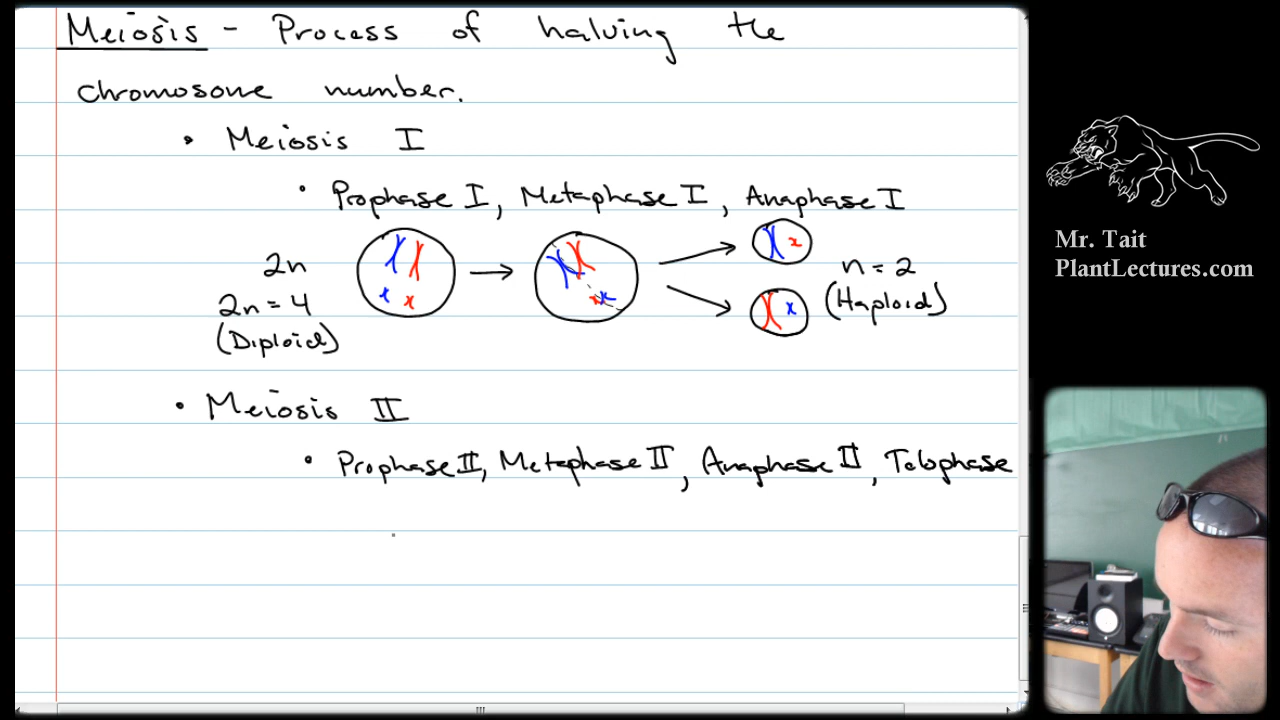 Meiosis - Process of halving the
chromosone number.
• Meiosis I
• Prophase I, Metaphase I, Anaphase I
2n
2n = 4
(Diploid)
n = 2
(Haploid)
• Meiosis II
• Prophase II, Metaphase II, Anaphase II, Telophase
Mr. Tait
PlantLectures.com